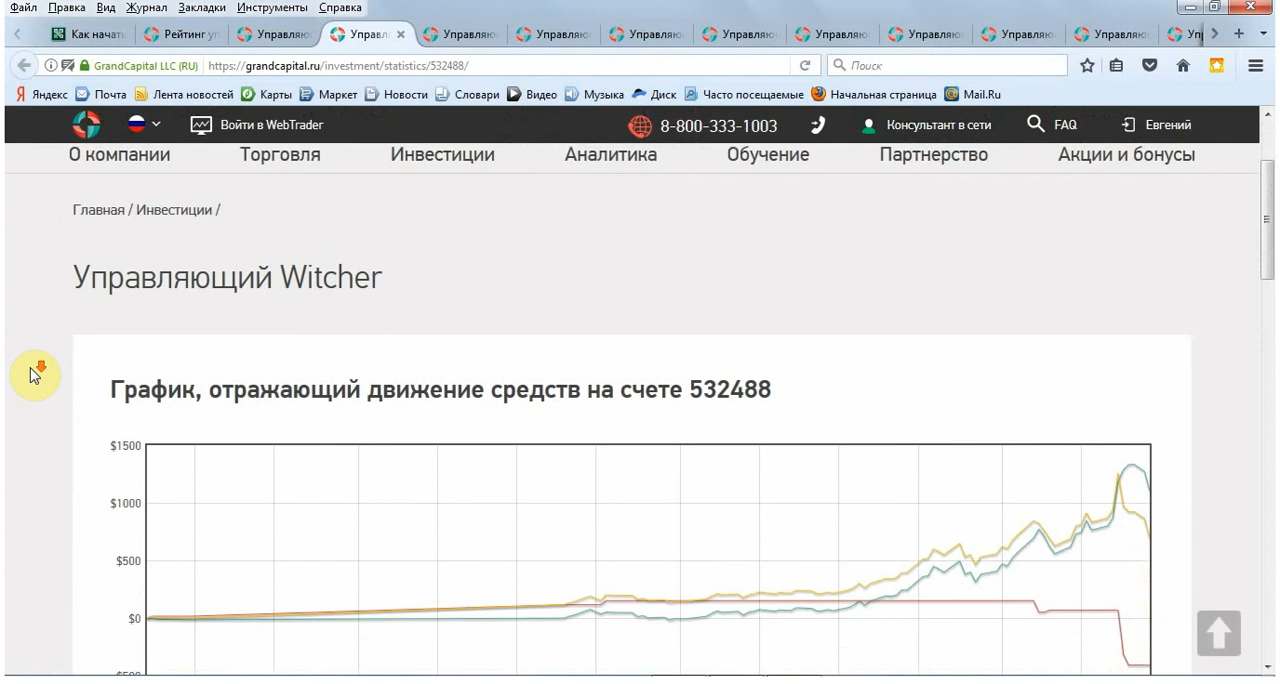 Файл Правка Вид Журнал Закладки Инструменты Справка
Как начать Рейтинг уп Управляю Управля Управляю Управляю Управляю Управляю Управляю Управляю Управляю Управляю Уп
GrandCapital LLC (RU) https://grandcapital.ru/investment/statistics/532488/ Поиск
Яндекс Почта Лента новостей Карты Маркет Новости Словари Видео Музыка Диск Часто посещаемые Начальная страница Mail.Ru
Войти в WebTrader 8-800-333-1003 Консультант в сети FAQ Евгений
О компании Торговля Инвестиции Аналитика Обучение Партнерство Акции и бонусы
Главная / Инвестиции /
Управляющий Witcher
График, отражающий движение средств на счете 532488
$1500
$1000
$500
$0